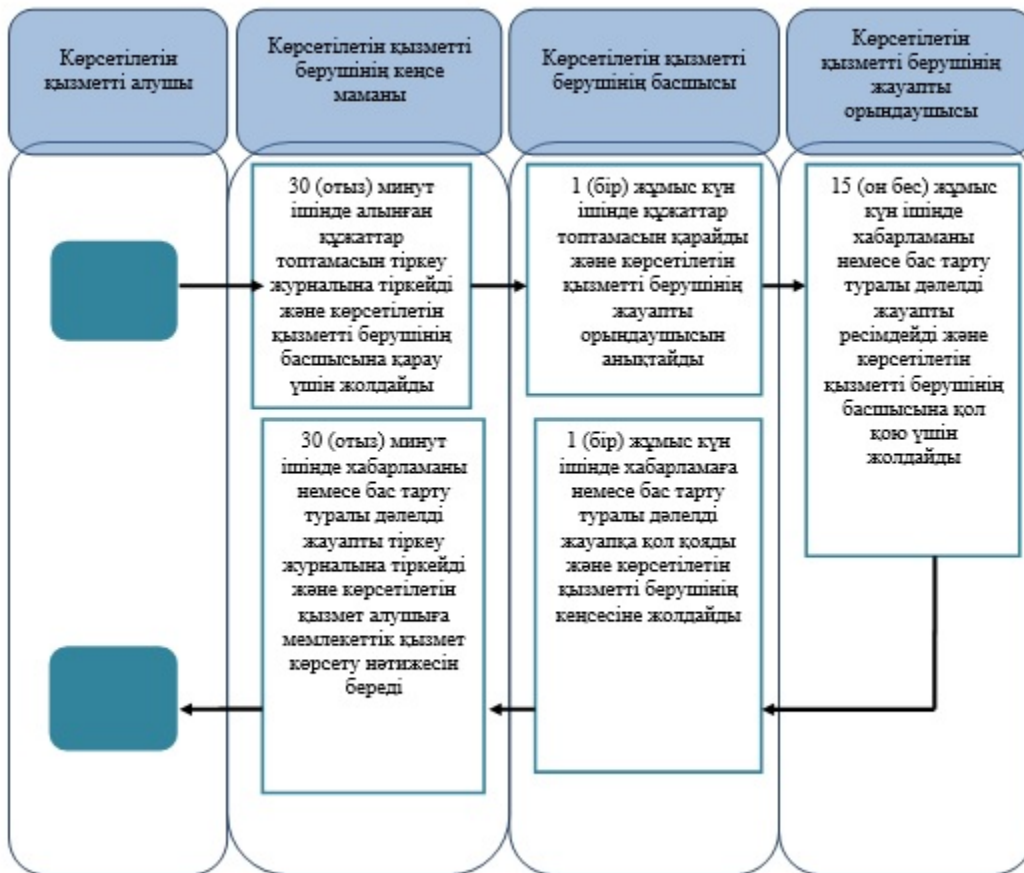 Көрсетілетін
қызметті алушы
Көрсетілетін қызметті
берушінің кеңсе
маманы
Көрсетілетін қызметті
берушінің басшысы
Көрсетілетін
қызметті берушінің
жауапты
орындаушысы
30 (отыз) минут
ішінде алынған
құжаттар
топтамасын тіркеу
журналына тіркейді
және көрсетілетін
қызметті берушінің
басшысына қарау
үшін жолдайды
1 (бір) жұмыс күн
ішінде құжаттар
топтамасын қарайды
және көрсетілетін
қызметті берушінің
жауапты
орындаушысын
анықтайды
15 (он бес) жұмыс
күн ішінде
хабарламаны
немесе бас тарту
туралы дәлелді
жауапты
ресімдейді және
көрсетілетін
қызметті берушінің
басшысына қол
қою үшін
жолдайды
30 (отыз) минут
ішінде хабарламаны
немесе бас тарту
туралы дәлелді
жауапты тіркеу
журналына тіркейді
және көрсетілетін
қызмет алушыға
мемлекеттік қызмет
көрсету нәтижесін
береді
1 (бір) жұмыс күн
ішінде хабарламаға
немесе бас тарту
туралы дәлелді
жауапқа қол қояды
және көрсетілетін
қызметті берушінің
кеңсесіне жолдайды